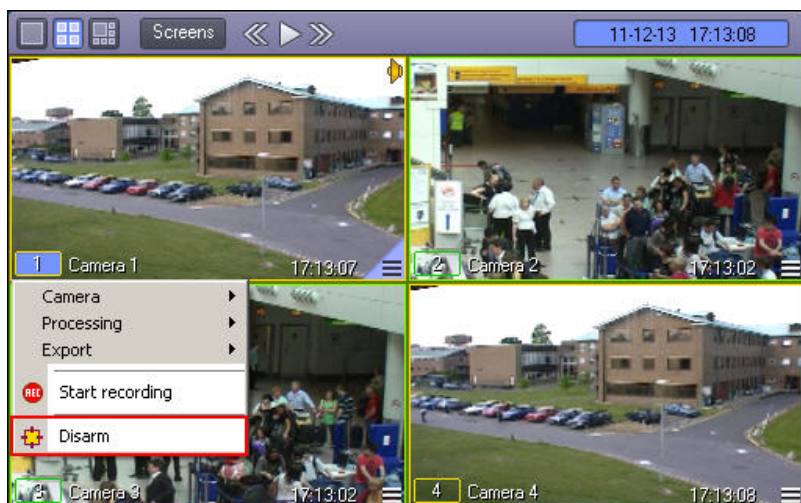 Screens
11-12-13 17:13:08
1 Camera 1 17:13:07
2 Camera 2 17:13:02
Camera
Processing
Export
REC Start recording
Disarm
3 Camera 3 17:13:02
4 Camera 4 17:13:08